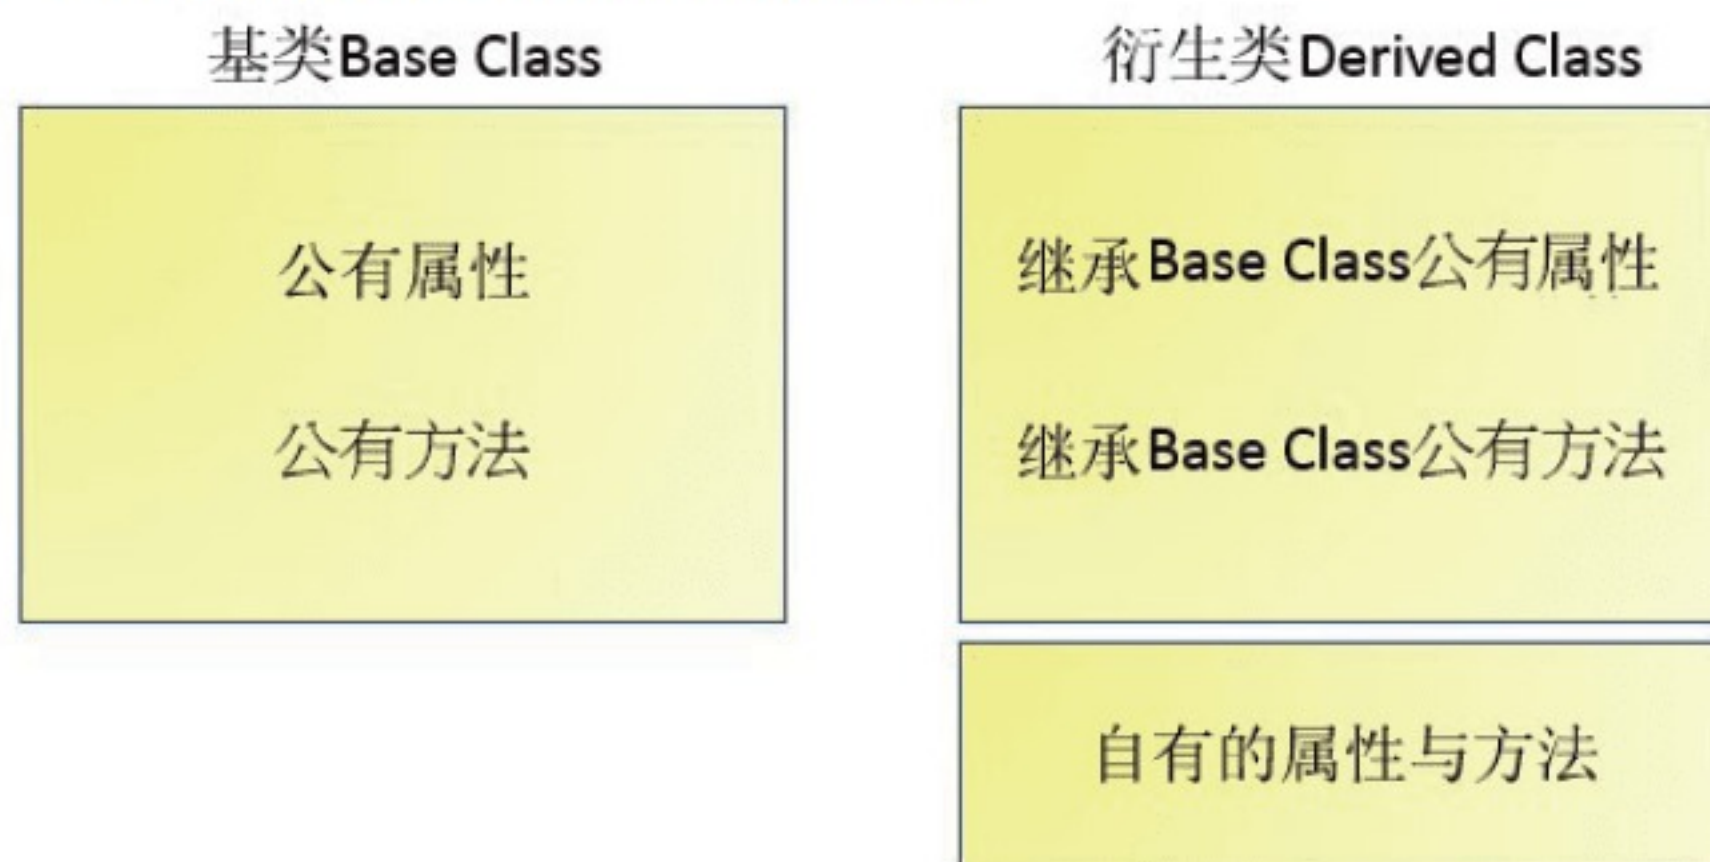 基类Base Class
公有属性
公有方法
衍生类Derived Class
继承Base Class公有属性
继承Base Class公有方法
自有的属性与方法